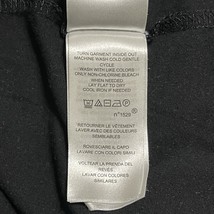 TURN GARMENT INSIDE OUT
MACHINE WASH COLD GENTLE
CYCLE
WASH WITH LIKE COLORS
ONLY NON-CHLORINE BLEACH
WHEN NEEDED
LAY FLAT TO DRY
COOL IRON IF NEEDED
n°1529
RETOURNER LE VÊTEMENT
LAVER AVEC COULEURS
SIMILAIRES
ROVESCIARE IL CAPO
LAVARE CON COLORI
SIMILI
VOLTEAR LA PRENDA DEL
REVÉS
LAVAR CON COLORES